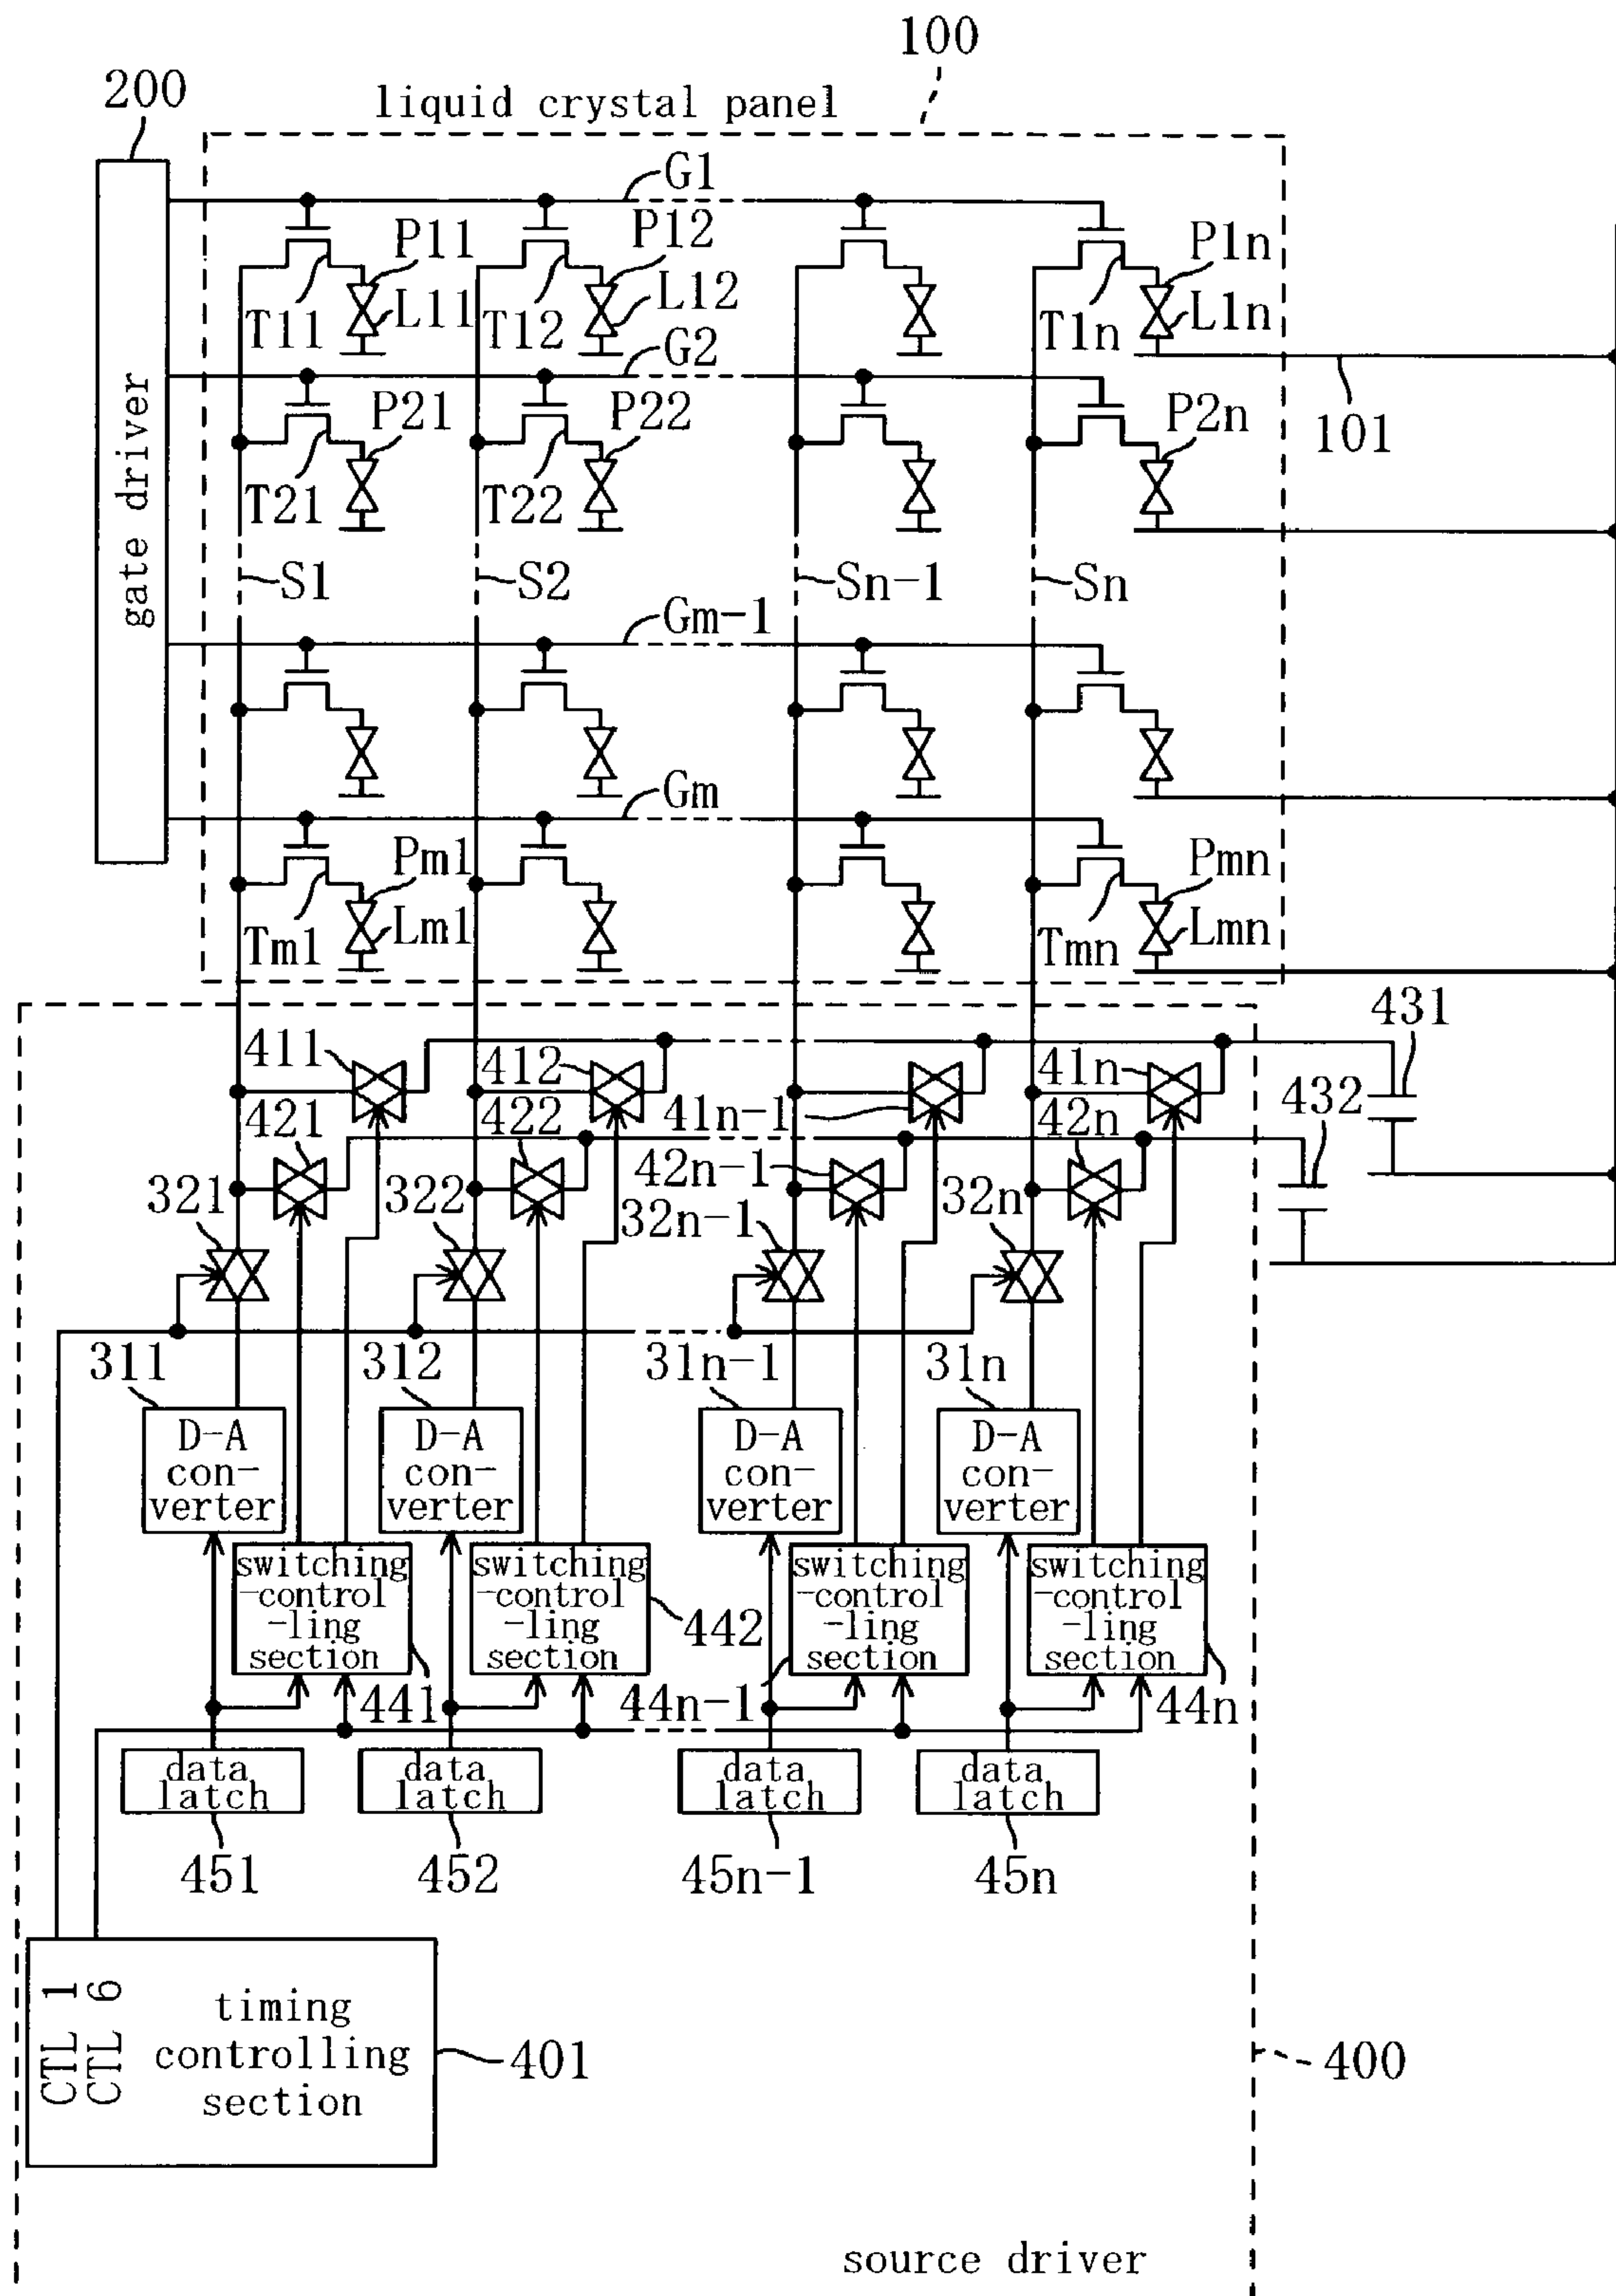 100
200
liquid crystal panel
G1
P11
P12
P1n
T11
L11
T12
L12
T1n
L1n
G2
gate driver
P21
P22
P2n
101
T21
T22
S1
S2
Sn-1
Sn
Gm-1
Gm
Pm1
Pmn
Tm1
Lm1
Tmn
Lmn
431
411
412
41n-1
41n
432
421
422
42n-1
42n
321
322
32n-1
32n
311
312
31n-1
31n
D-A
con-
verter
D-A
con-
verter
D-A
con-
verter
D-A
con-
verter
switching
-control
-ling
section
switching
-control
-ling
section
switching
-control
-ling
section
switching
-control
-ling
section
442
441
44n-1
44n
data
latch
data
latch
data
latch
data
latch
451
452
45n-1
45n
CTL 1
CTL 6
timing
controlling
section
401
400
source driver